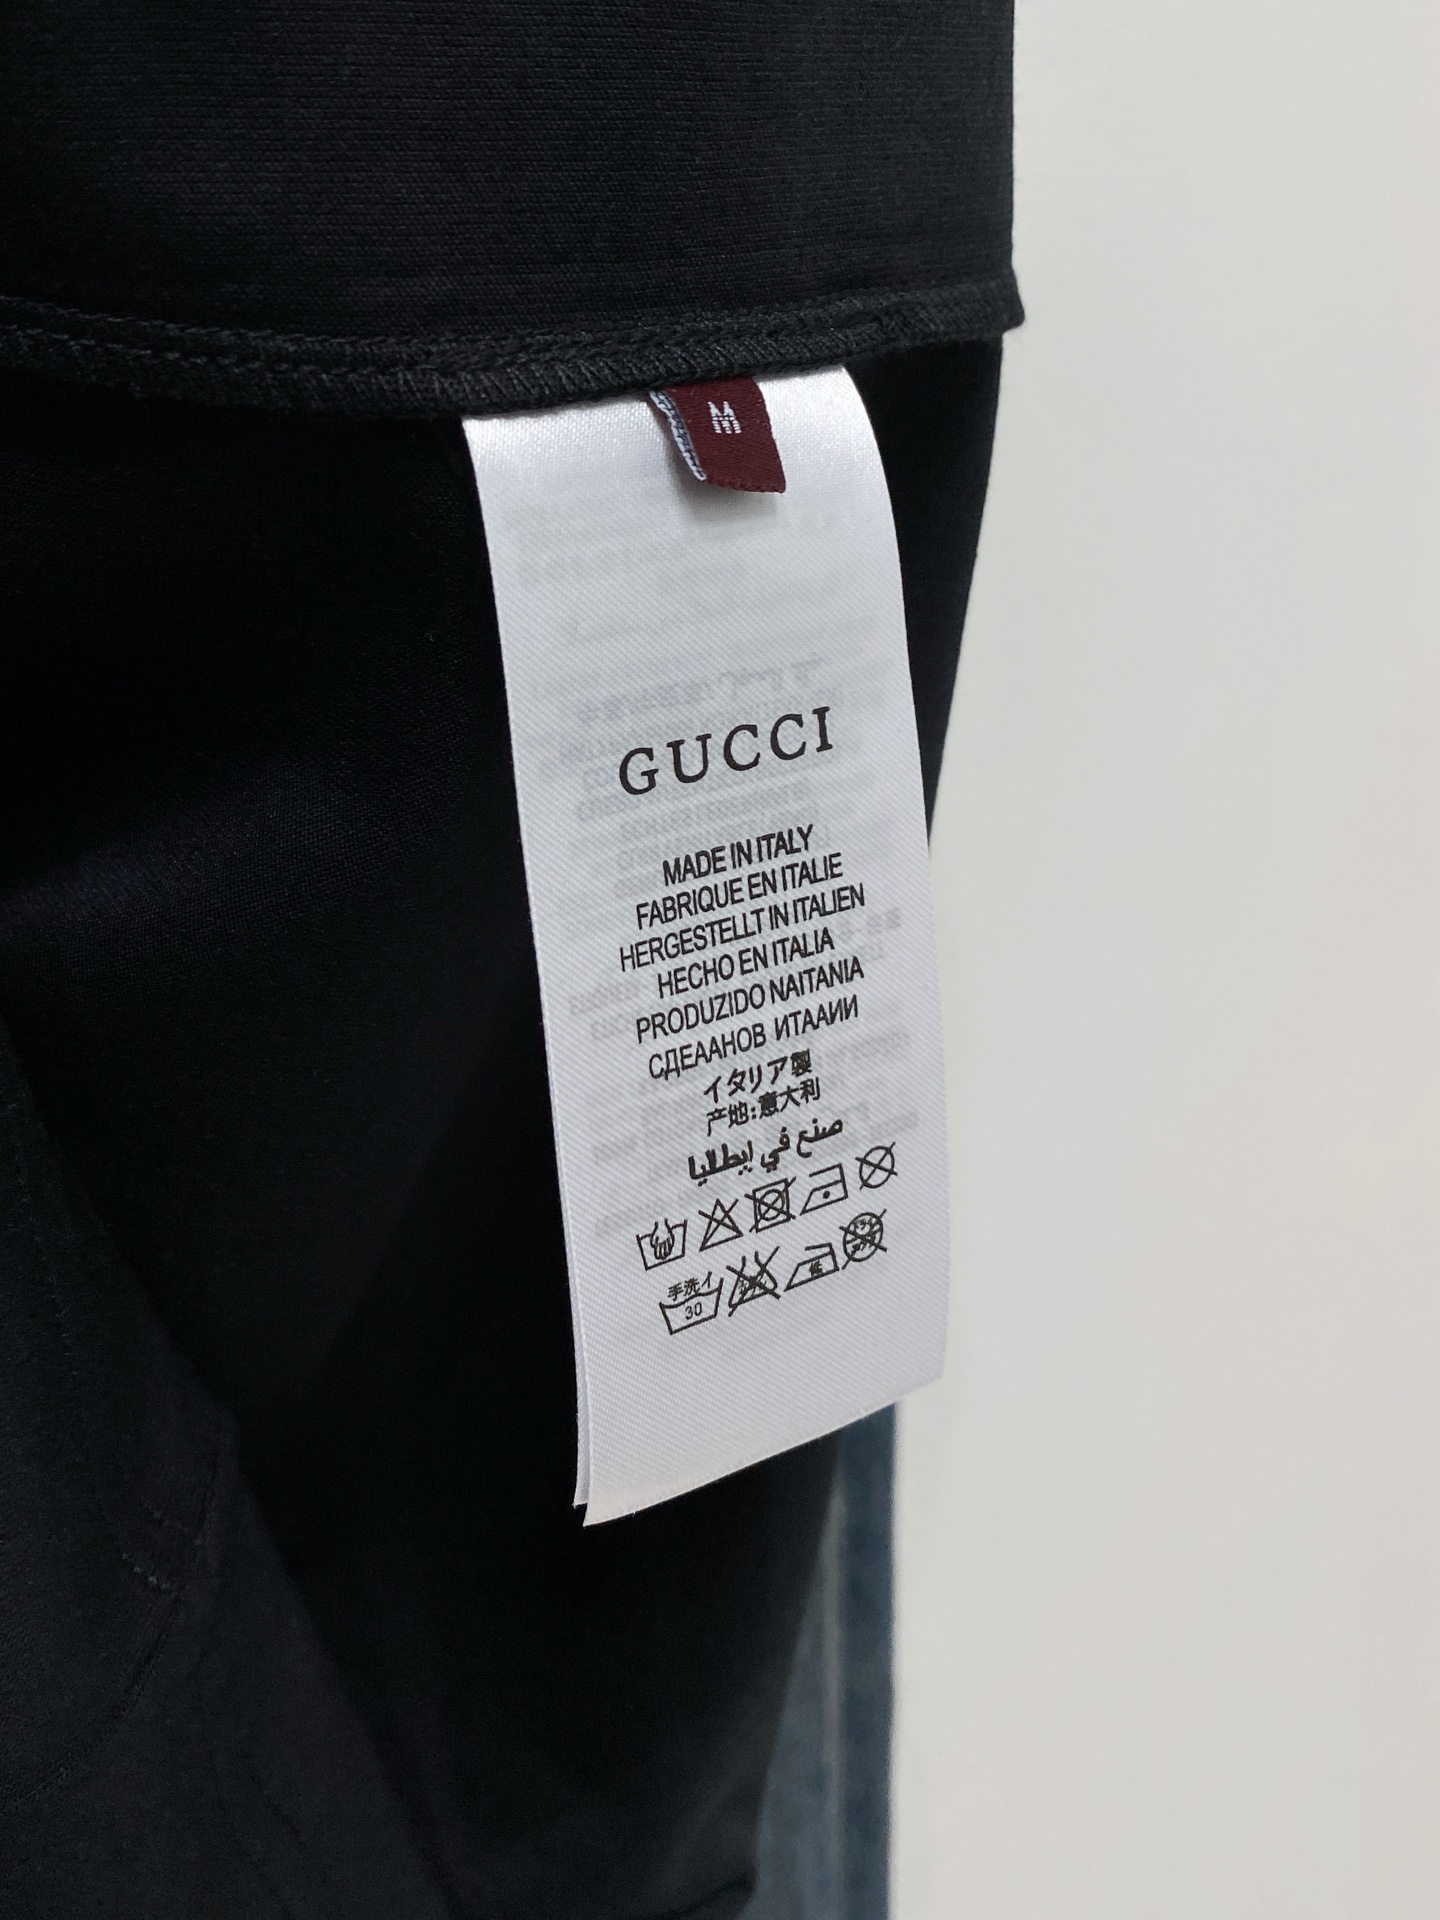 M
GUCCI
MADE IN ITALY
FABRIQUE EN ITALIE
HERGESTELLT IN ITALIEN
HECHO EN ITALIA
PRODUZIDO NAITANIA
СДЕААНОВ ИТААИИ
イタリア製
产地:意大利
صنع في ايطاليا
手洗イ
30